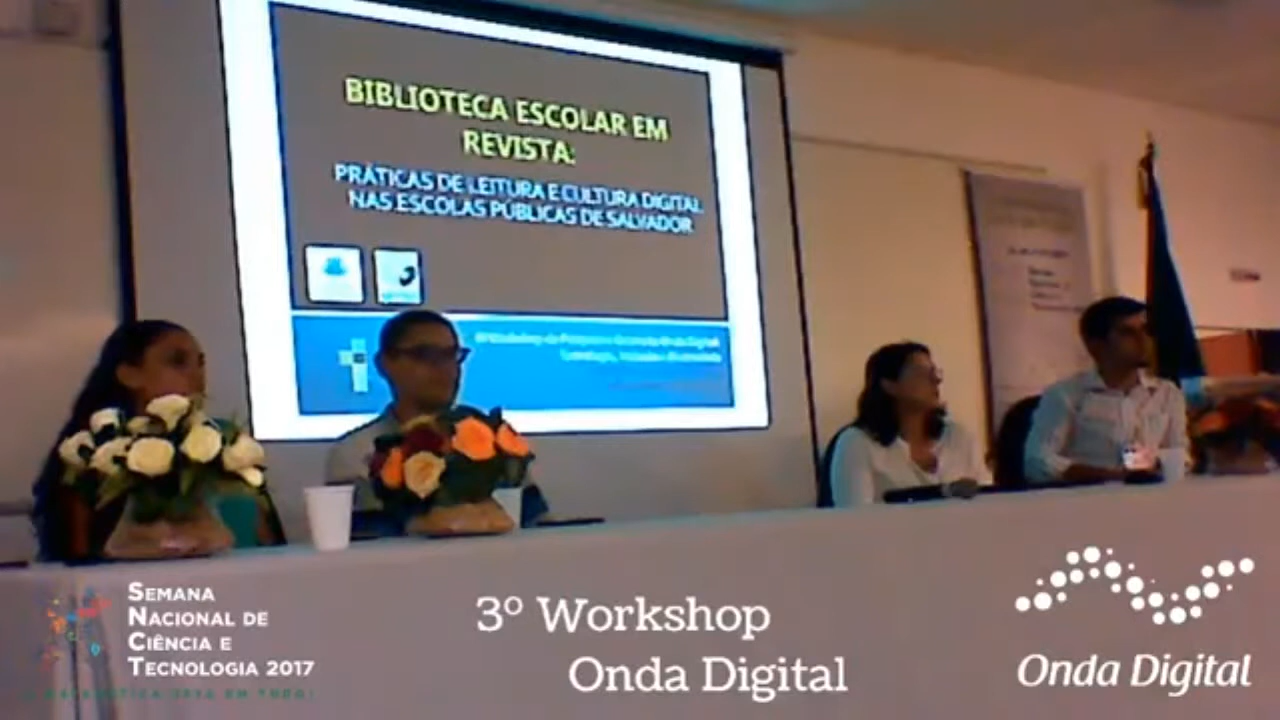 BIBLIOTECA ESCOLAR EM
REVISTA:
PRÁTICAS DE LEITURA E CULTURA DIGITAL
NAS ESCOLAS PÚBLICAS DE SALVADOR
SEMANA
NACIONAL DE
CIÊNCIA E
TECNOLOGIA 2017
3º Workshop
Onda Digital
Onda Digital